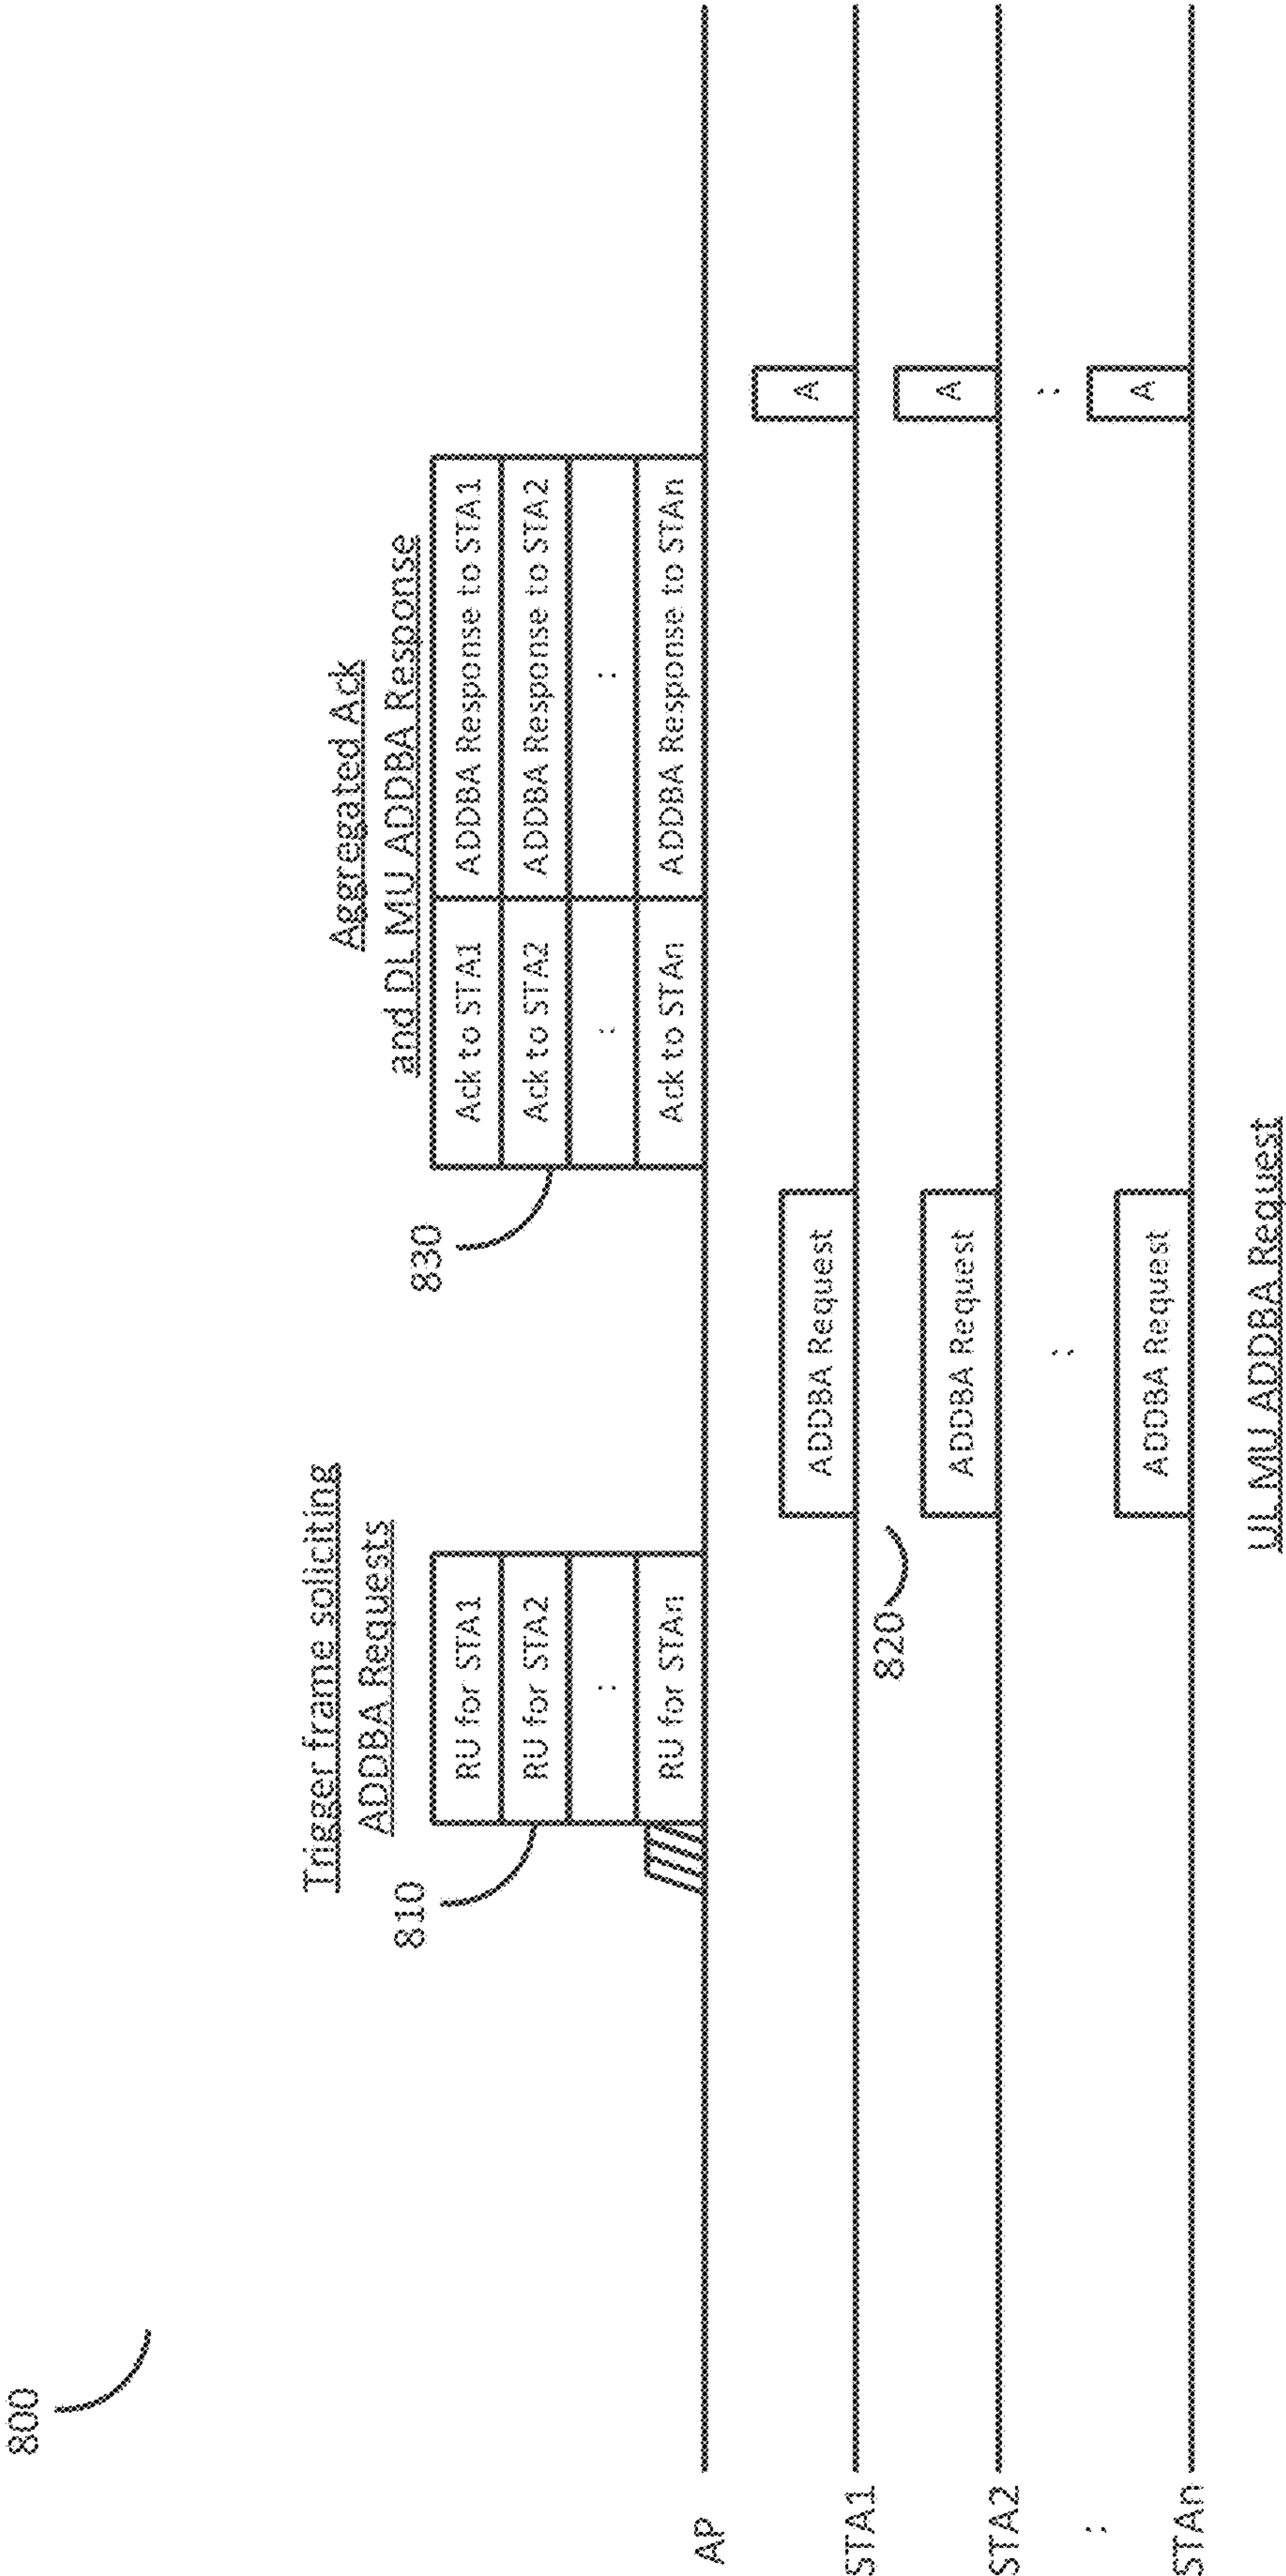 800
Trigger frame soliciting
ADDBA Requests
810
RU for STA1
RU for STA2
:
RU for STAn
Aggregated Ack
and DL MU ADDBA Response
830
Ack to STA1 ADDBA Response to STA1
Ack to STA2 ADDBA Response to STA2
: :
Ack to STAn ADDBA Response to STAn
AP
STA1
ADDBA Request
A
820
STA2
ADDBA Request
A
: : :
STAn
ADDBA Request
A
UL MU ADDBA Request